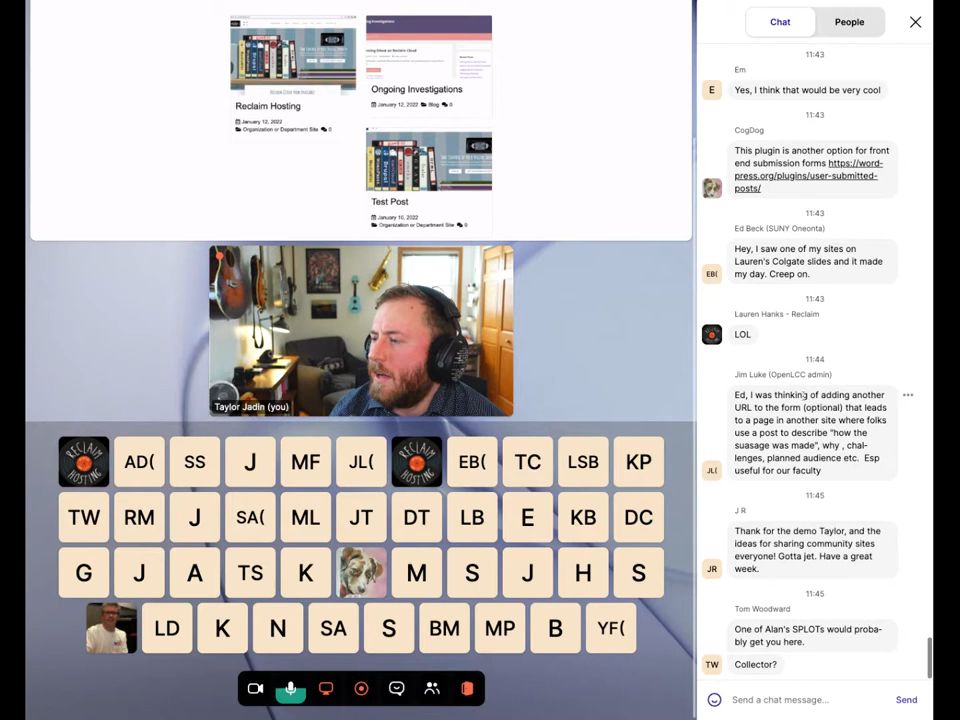 Reclaim Hosting
January 12, 2022
Organization or Department Site 0
Ongoing Investigations
January 12, 2022 Blog 0
Test Post
January 10, 2022
Organization or Department Site 0
Taylor Jadin (you)
RECLAIM HOSTING AD( SS J MF JL( RECLAIM HOSTING EB( TC LSB KP
TW RM J SA( ML JT DT LB E KB DC
G J A TS K M S J H S
LD K N SA S BM MP B YF(
Chat People
11:43
Em
E Yes, I think that would be very cool
11:43
CogDog
This plugin is another option for front
end submission forms https://word-
press.org/plugins/user-submitted-
posts/
11:43
Ed Beck (SUNY Oneonta)
Hey, I saw one of my sites on
Lauren's Colgate slides and it made
EB( my day. Creep on.
11:43
Lauren Hanks - Reclaim
LOL
11:44
Jim Luke (OpenLCC admin)
Ed, I was thinking of adding another
URL to the form (optional) that leads
to a page in another site where folks
use a post to describe "how the
suasage was made", why , chal-
lenges, planned audience etc. Esp
JL( useful for our faculty
11:45
J R
Thank for the demo Taylor, and the
ideas for sharing community sites
everyone! Gotta jet. Have a great
JR week.
11:45
Tom Woodward
One of Alan's SPLOTs would proba-
bly get you here.
TW Collector?
Send a chat message... Send